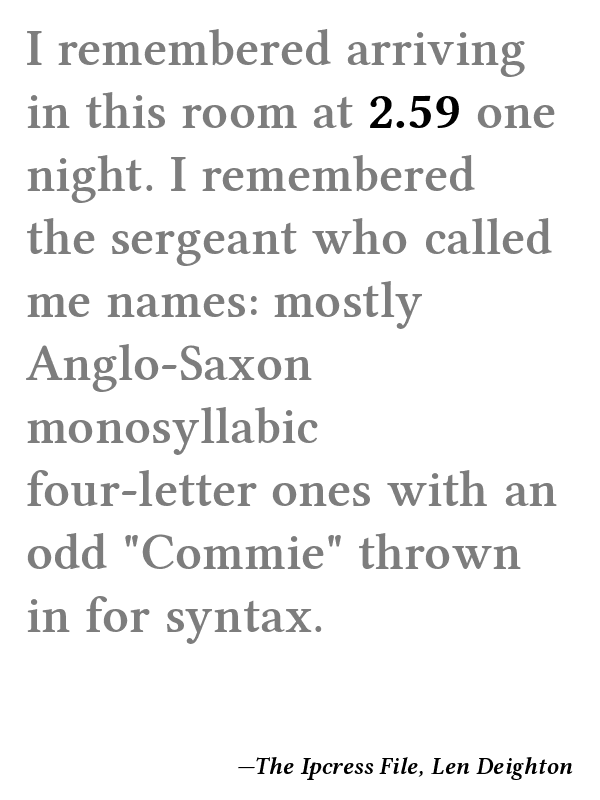 I remembered arriving
in this room at 2.59 one
night. I remembered
the sergeant who called
me names: mostly
Anglo-Saxon
monosyllabic
four-letter ones with an
odd "Commie" thrown
in for syntax.
—The Ipcress File, Len Deighton